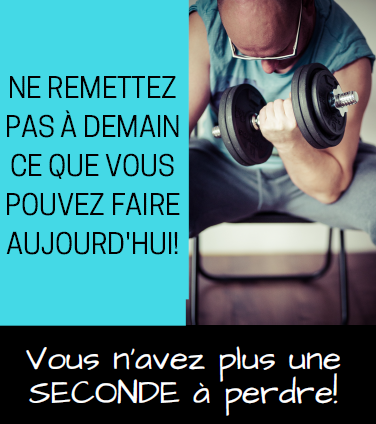 NE REMETTEZ
PAS À DEMAIN
CE QUE VOUS
POUVEZ FAIRE
AUJOURD'HUI!
Vous n'avez plus une
SECONDE à perdre!